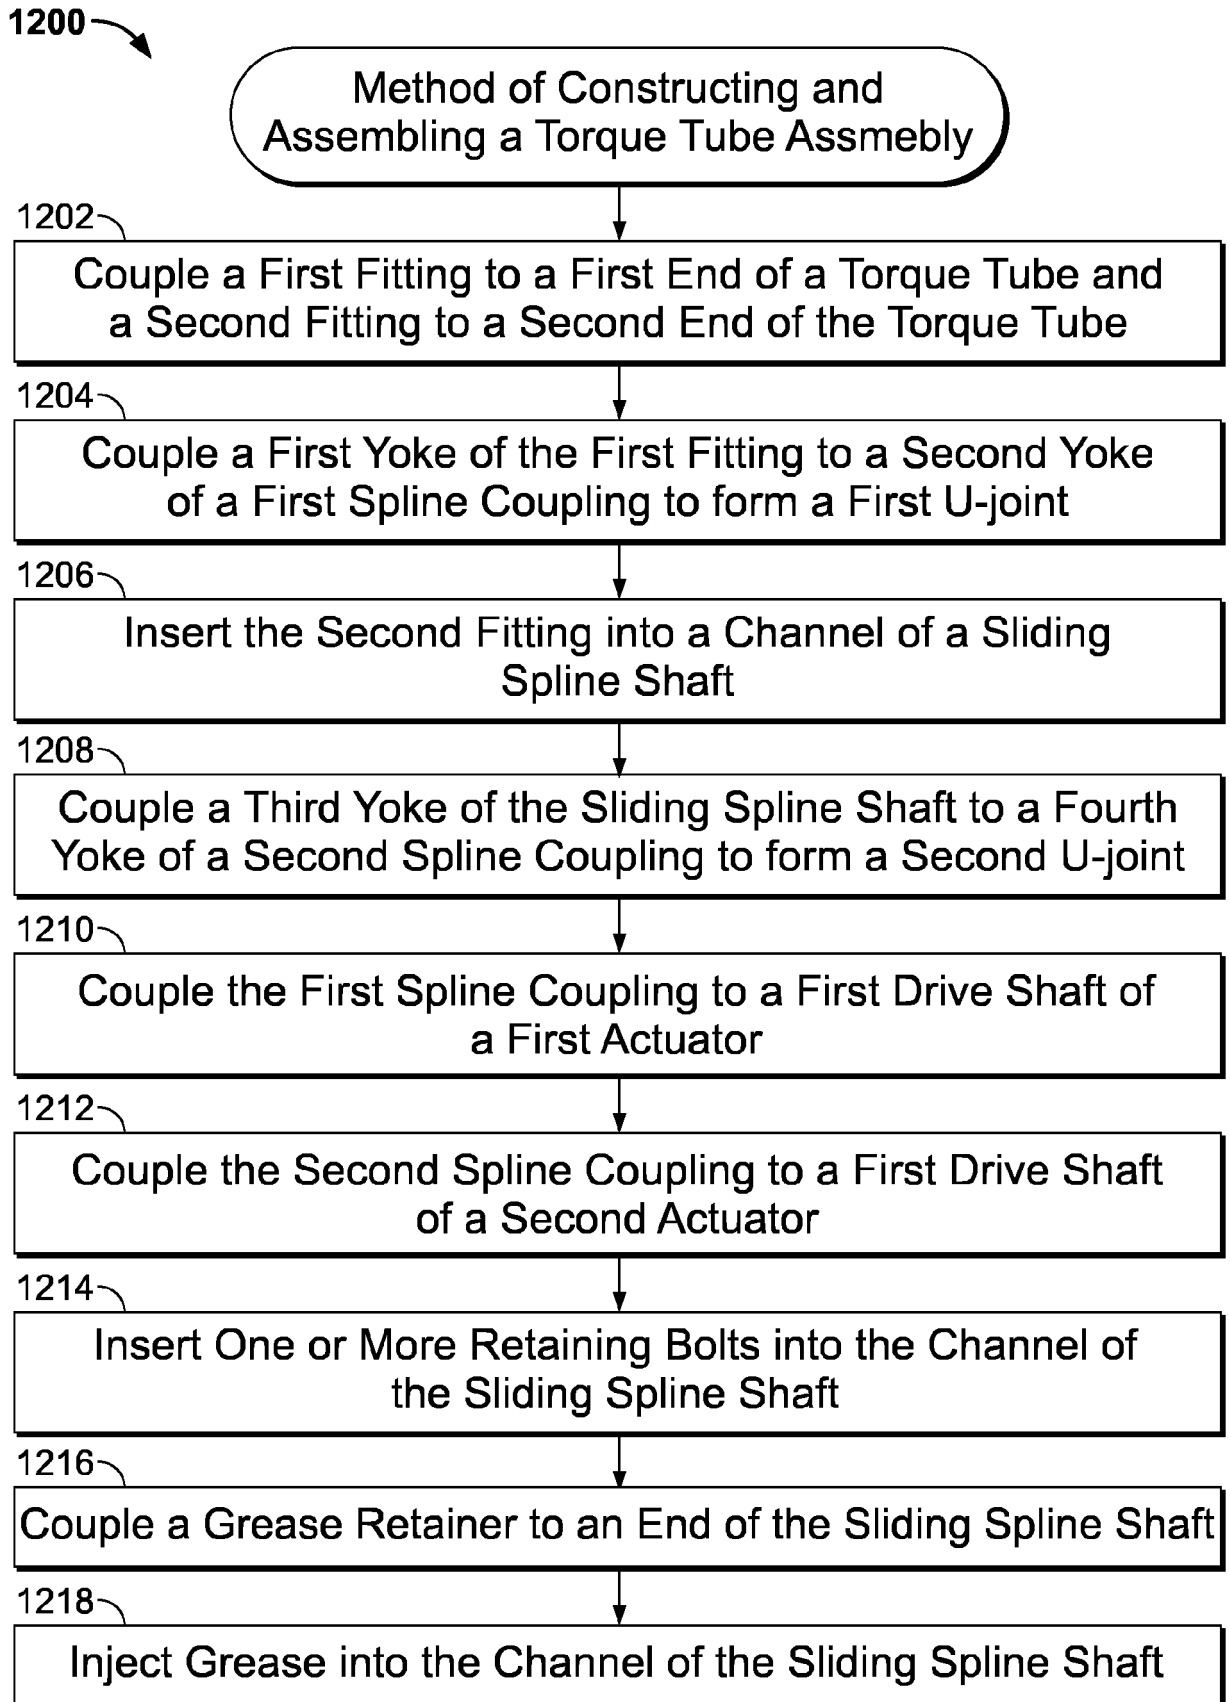 1200
Method of Constructing and
Assembling a Torque Tube Assmebly
1202
Couple a First Fitting to a First End of a Torque Tube and
a Second Fitting to a Second End of the Torque Tube
1204
Couple a First Yoke of the First Fitting to a Second Yoke
of a First Spline Coupling to form a First U-joint
1206
Insert the Second Fitting into a Channel of a Sliding
Spline Shaft
1208
Couple a Third Yoke of the Sliding Spline Shaft to a Fourth
Yoke of a Second Spline Coupling to form a Second U-joint
1210
Couple the First Spline Coupling to a First Drive Shaft of
a First Actuator
1212
Couple the Second Spline Coupling to a First Drive Shaft
of a Second Actuator
1214
Insert One or More Retaining Bolts into the Channel of
the Sliding Spline Shaft
1216
Couple a Grease Retainer to an End of the Sliding Spline Shaft
1218
Inject Grease into the Channel of the Sliding Spline Shaft